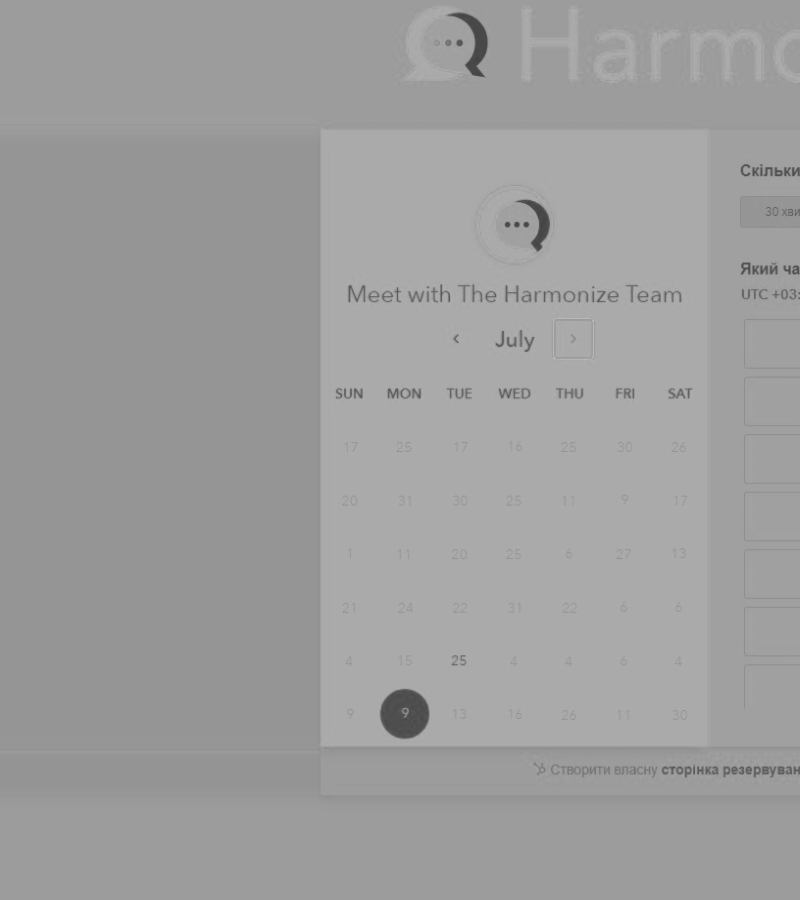 Harmo
Meet with The Harmonize Team
July
SUN MON TUE WED THU FRI SAT
17 25 17 16 25 30 26
20 31 30 25 11 9 17
1 11 20 25 6 27 13
21 24 22 31 22 6 6
4 15 25 4 4 6 4
9 9 13 16 26 11 30
Скільки
30 хви
Який ча
UTC +03:
Створити власну сторінка резервуван